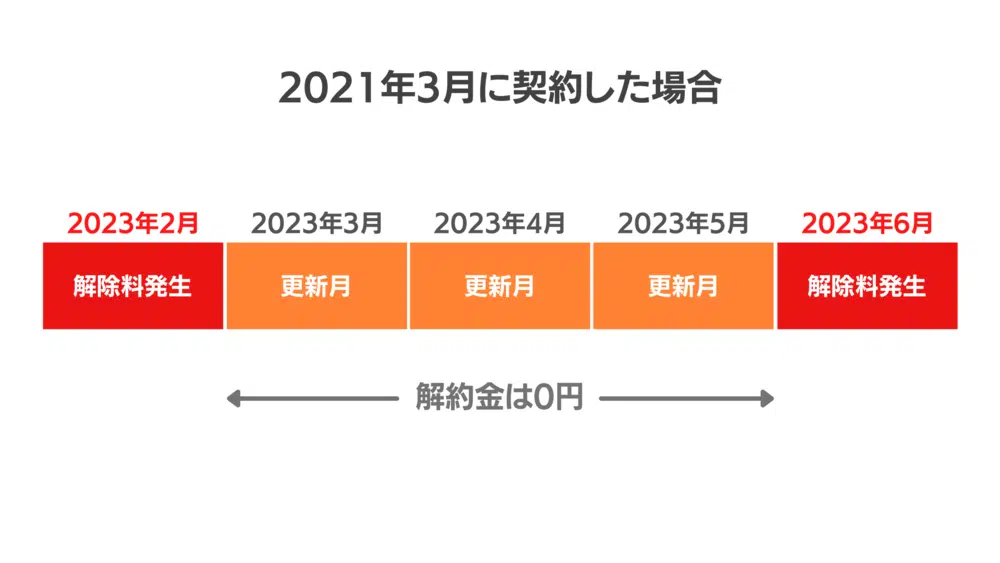 2021年3月に契約した場合
2023年2月 2023年3月 2023年4月 2023年5月 2023年6月
解除料発生 更新月 更新月 更新月 解除料発生
解約金は0円